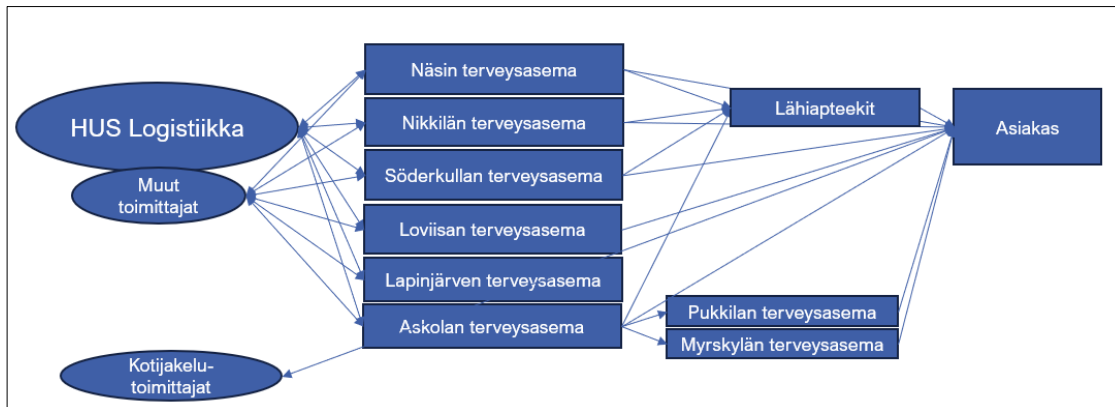 Näsin terveysasema
HUS Logistiikka
Nikkilän terveysasema
Lähiapteekit
Asiakas
Muut
toimittajat
Söderkullan terveysasema
Loviisan terveysasema
Lapinjärven terveysasema
Askolan terveysasema
Pukkilan terveysasema
Myrskylän terveysasema
Kotijakelu-
toimittajat